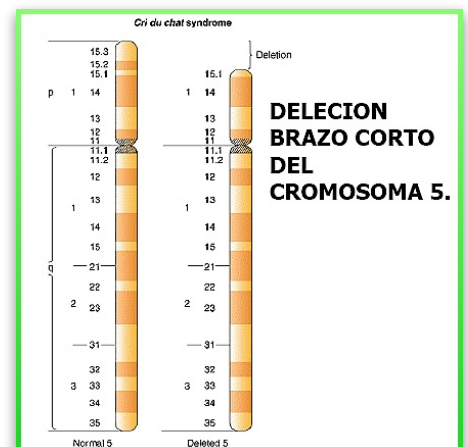 Cri du chat syndrome
Deletion
15.3
15.2
15.1 15.1
p 1 14 1 14
13 13
12 12
11 11
11.1 11.1
11.2 11.2
12 12
1 13 1 13
14 14
15 15
q 21 21
22 22
2 23 2 23
31 31
32 32
3 33 3 33
34 34
35 35
Normal 5 Deleted 5
DELECION
BRAZO CORTO
DEL
CROMOSOMA 5.